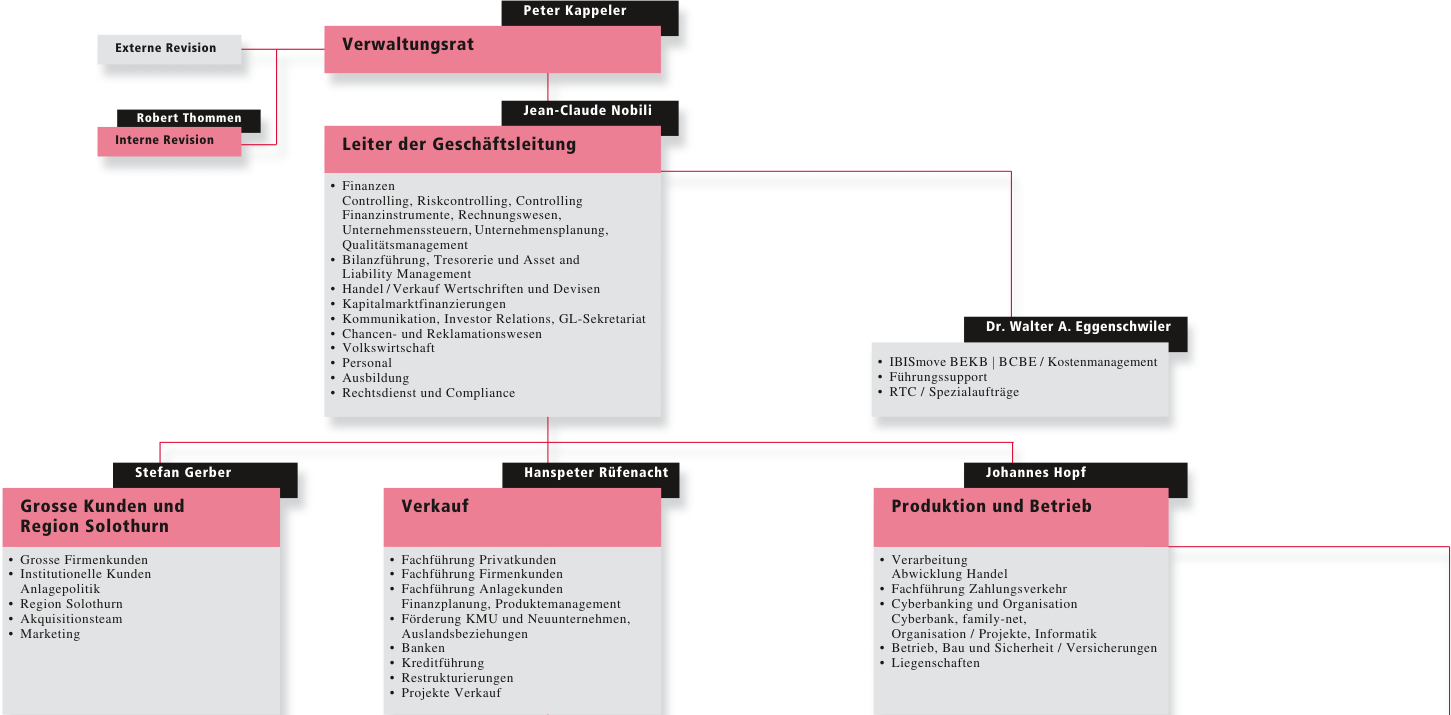 Peter Kappeler
Verwaltungsrat
Externe Revision
Robert Thommen
Interne Revision
Jean-Claude Nobili
Leiter der Geschäftsleitung
• Finanzen
Controlling, Riskcontrolling, Controlling
Finanzinstrumente, Rechnungswesen,
Unternehmenssteuern, Unternehmensplanung,
Qualitätsmanagement
• Bilanzführung, Tresorerie und Asset and
Liability Management
• Handel / Verkauf Wertschriften und Devisen
• Kapitalmarktfinanzierungen
• Kommunikation, Investor Relations, GL-Sekretariat
• Chancen- und Reklamationswesen
• Volkswirtschaft
• Personal
• Ausbildung
• Rechtsdienst und Compliance
Dr. Walter A. Eggenschwiler
• IBISmove BEKB | BCBE / Kostenmanagement
• Führungssupport
• RTC / Spezialaufträge
Stefan Gerber
Grosse Kunden und
Region Solothurn
• Grosse Firmenkunden
• Institutionelle Kunden
Anlagepolitik
• Region Solothurn
• Akquisitionsteam
• Marketing
Hanspeter Rüfenacht
Verkauf
• Fachführung Privatkunden
• Fachführung Firmenkunden
• Fachführung Anlagekunden
Finanzplanung, Produktemanagement
• Förderung KMU und Neuunternehmen,
Auslandsbeziehungen
• Banken
• Kreditführung
• Restrukturierungen
• Projekte Verkauf
Johannes Hopf
Produktion und Betrieb
• Verarbeitung
Abwicklung Handel
• Fachführung Zahlungsverkehr
• Cyberbanking und Organisation
Cyberbank, family-net,
Organisation / Projekte, Informatik
• Betrieb, Bau und Sicherheit / Versicherungen
• Liegenschaften